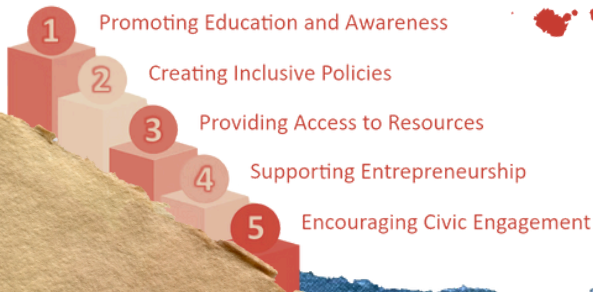 1 Promoting Education and Awareness
2 Creating Inclusive Policies
3 Providing Access to Resources
4 Supporting Entrepreneurship
5 Encouraging Civic Engagement